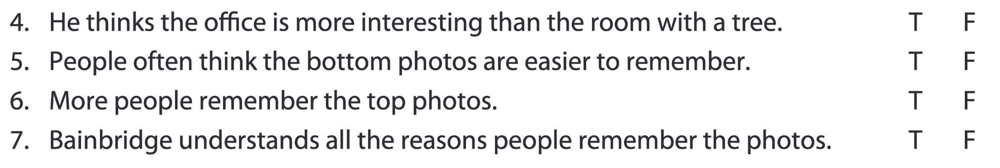 4. He thinks the office is more interesting than the room with a tree. T F
5. People often think the bottom photos are easier to remember. T F
6. More people remember the top photos. T F
7. Bainbridge understands all the reasons people remember the photos. T F